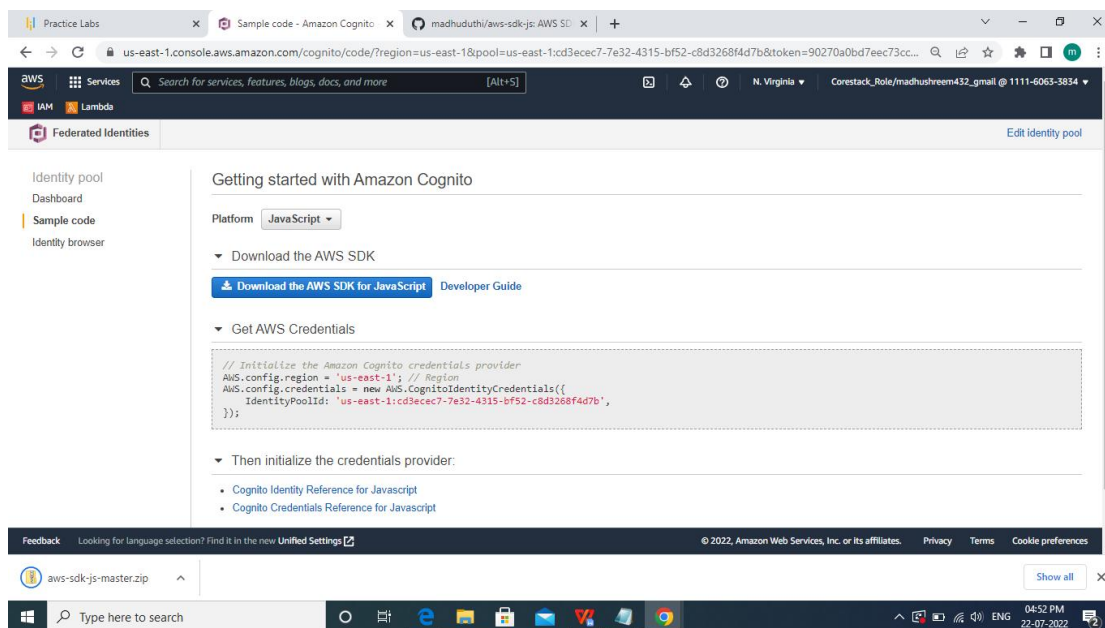 Practice Labs
Sample code - Amazon Cognito
madhuduthi/aws-sdk-js: AWS SD
us-east-1.console.aws.amazon.com/cognito/code/?region=us-east-1&pool=us-east-1:cd3ecec7-7e32-4315-bf52-c8d3268f4d7b&token=90270a0bd7eec73cc...
m
aws
Services
Search for services, features, blogs, docs, and more
[Alt+S]
N. Virginia
Corestack_Role/madhushreem432_gmail @ 1111-6063-3834
IAM
Lambda
Federated Identities
Edit identity pool
Identity pool
Dashboard
Sample code
Identity browser
Getting started with Amazon Cognito
Platform
JavaScript
Download the AWS SDK
Download the AWS SDK for JavaScript
Developer Guide
Get AWS Credentials
// Initialize the Amazon Cognito credentials provider
AWS.config.region = 'us-east-1'; // Region
AWS.config.credentials = new AWS.CognitoIdentityCredentials({
IdentityPoolId: 'us-east-1:cd3ecec7-7e32-4315-bf52-c8d3268f4d7b',
});
Then initialize the credentials provider:
Cognito Identity Reference for Javascript
Cognito Credentials Reference for Javascript
Feedback
Looking for language selection? Find it in the new Unified Settings
© 2022, Amazon Web Services, Inc. or its affiliates.
Privacy
Terms
Cookie preferences
aws-sdk-js-master.zip
Show all
Type here to search
ENG
04:52 PM
22-07-2022
2